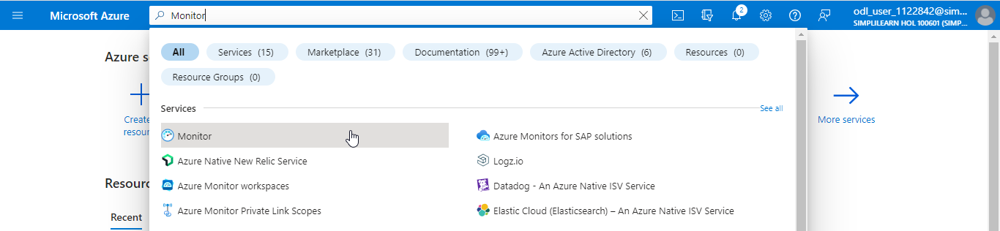 Microsoft Azure
Monitor
2
odl_user_1122842@sim...
SIMPLILEARN HOL 100601 (SIMP...
Azure s
All
Services (15)
Marketplace (31)
Documentation (99+)
Azure Active Directory (6)
Resources (0)
Resource Groups (0)
Create
resour
More services
Services
See all
Monitor
Azure Monitors for SAP solutions
Azure Native New Relic Service
Logz.io
Azure Monitor workspaces
Datadog - An Azure Native ISV Service
Azure Monitor Private Link Scopes
Elastic Cloud (Elasticsearch) – An Azure Native ISV Service
Resourc
Recent